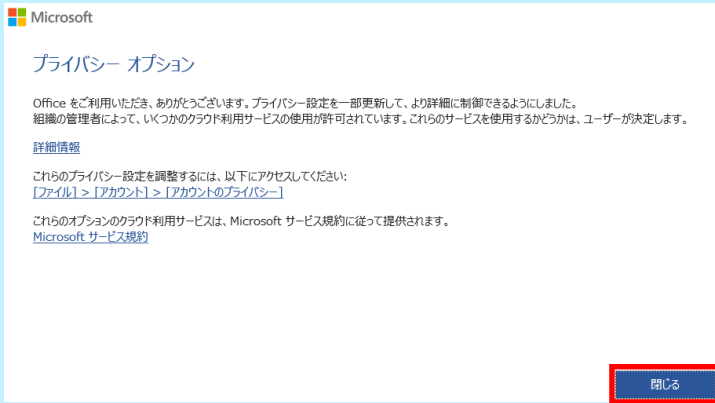 Microsoft
プライバシー オプション
Office をご利用いただき、ありがとうございます。プライバシー設定を一部更新して、より詳細に制御できるようにしました。
組織の管理者によって、いくつかのクラウド利用サービスの使用が許可されています。これらのサービスを使用するかどうかは、ユーザーが決定します。
詳細情報
これらのプライバシー設定を調整するには、以下にアクセスしてください:
[ファイル] > [アカウント] > [アカウントのプライバシー]
これらのオプションのクラウド利用サービスは、Microsoft サービス規約に従って提供されます。
Microsoft サービス規約
閉じる